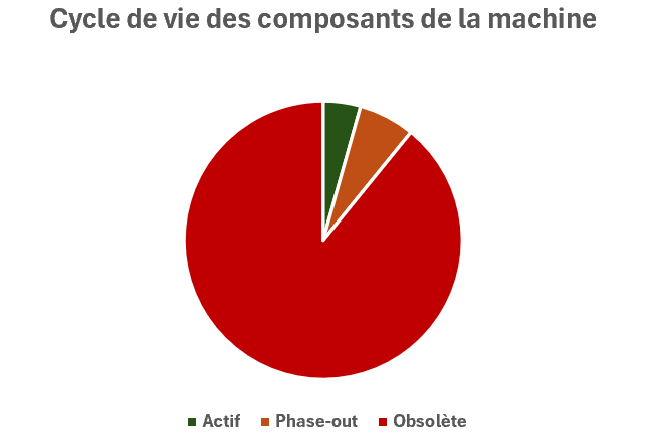 Cycle de vie des composants de la machine
Actif Phase-out Obsolète